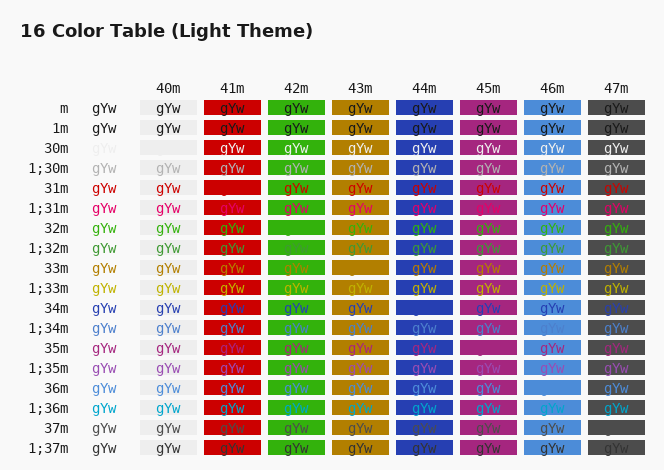 16 Color Table (Light Theme)
40m 41m 42m 43m 44m 45m 46m 47m
m gYw gYw gYw gYw gYw gYw gYw gYw gYw
1m gYw gYw gYw gYw gYw gYw gYw gYw gYw
30m gYw gYw gYw gYw gYw gYw gYw gYw
1;30m gYw gYw gYw gYw gYw gYw gYw gYw gYw
31m gYw gYw gYw gYw gYw gYw gYw gYw
1;31m gYw gYw gYw gYw gYw gYw gYw gYw gYw
32m gYw gYw gYw gYw gYw gYw gYw gYw
1;32m gYw gYw gYw gYw gYw gYw gYw gYw gYw
33m gYw gYw gYw gYw gYw gYw gYw gYw
1;33m gYw gYw gYw gYw gYw gYw gYw gYw gYw
34m gYw gYw gYw gYw gYw gYw gYw gYw
1;34m gYw gYw gYw gYw gYw gYw gYw gYw gYw
35m gYw gYw gYw gYw gYw gYw gYw gYw
1;35m gYw gYw gYw gYw gYw gYw gYw gYw gYw
36m gYw gYw gYw gYw gYw gYw gYw gYw
1;36m gYw gYw gYw gYw gYw gYw gYw gYw gYw
37m gYw gYw gYw gYw gYw gYw gYw gYw
1;37m gYw gYw gYw gYw gYw gYw gYw gYw gYw